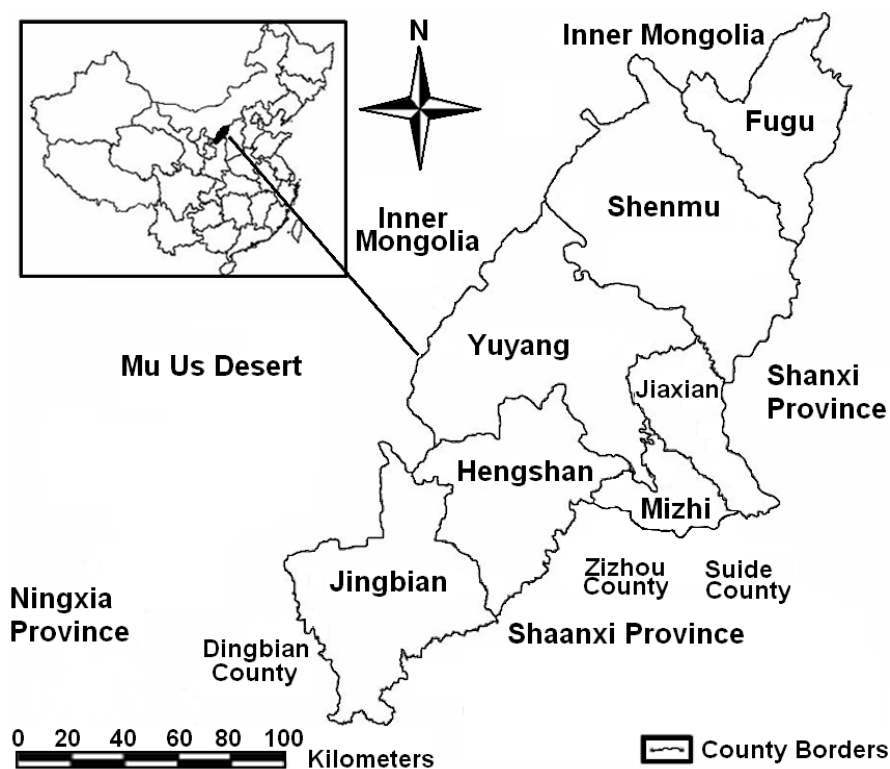 N
Inner Mongolia
Fugu
Shenmu
Inner
Mongolia
Yuyang
Mu Us Desert
Jiaxian
Shanxi
Province
Hengshan
Mizhi
Zizhou
County
Suide
County
Jingbian
Ningxia
Province
Shaanxi Province
Dingbian
County
0 20 40 60 80 100
Kilometers
County Borders